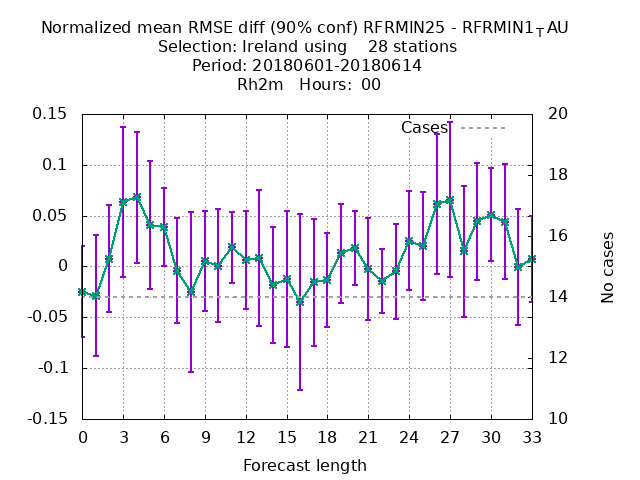 Normalized mean RMSE diff (90% conf) RFRMIN25 - RFRMIN1_TAU
Selection: Ireland using    28 stations
Period: 20180601-20180614
Rh2m   Hours:  00
Cases
0.15
0.1
0.05
0
-0.05
-0.1
-0.15
20
18
16
14
12
10
No cases
0 3 6 9 12 15 18 21 24 27 30 33
Forecast length